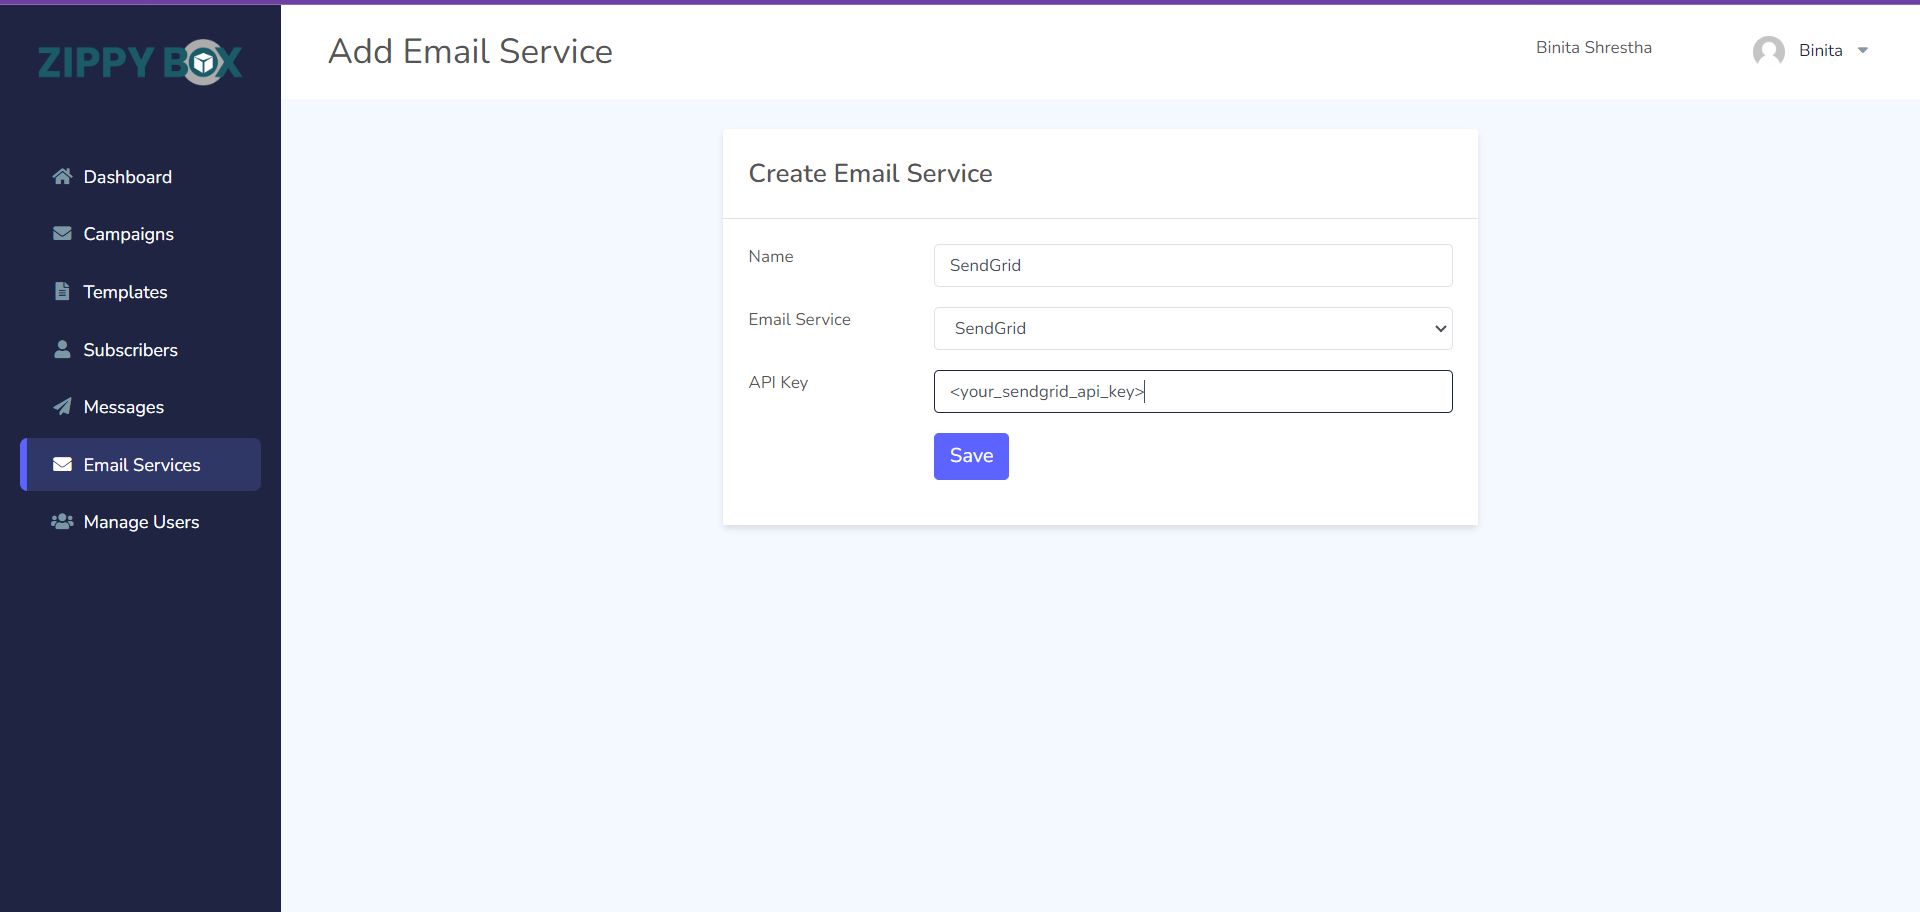 ZIPPY BOX
Add Email Service
Binita Shrestha
Binita
Dashboard
Campaigns
Templates
Subscribers
Messages
Email Services
Manage Users
Create Email Service
Name
SendGrid
Email Service
SendGrid
API Key
<your_sendgrid_api_key>
Save